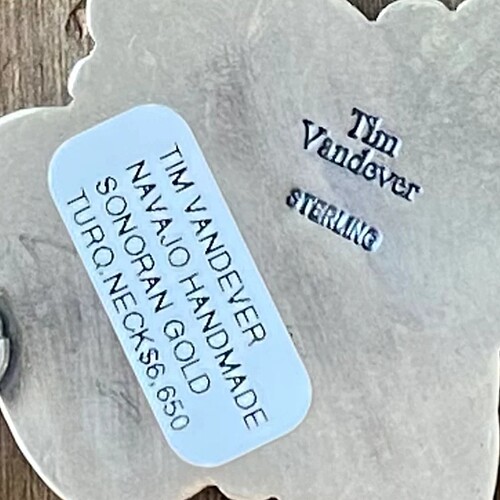 TIM VANDEVER
NAVAJO HANDMADE
SONORAN GOLD
TURQ.NECK$6,650
Tim
Vandever
STERLING